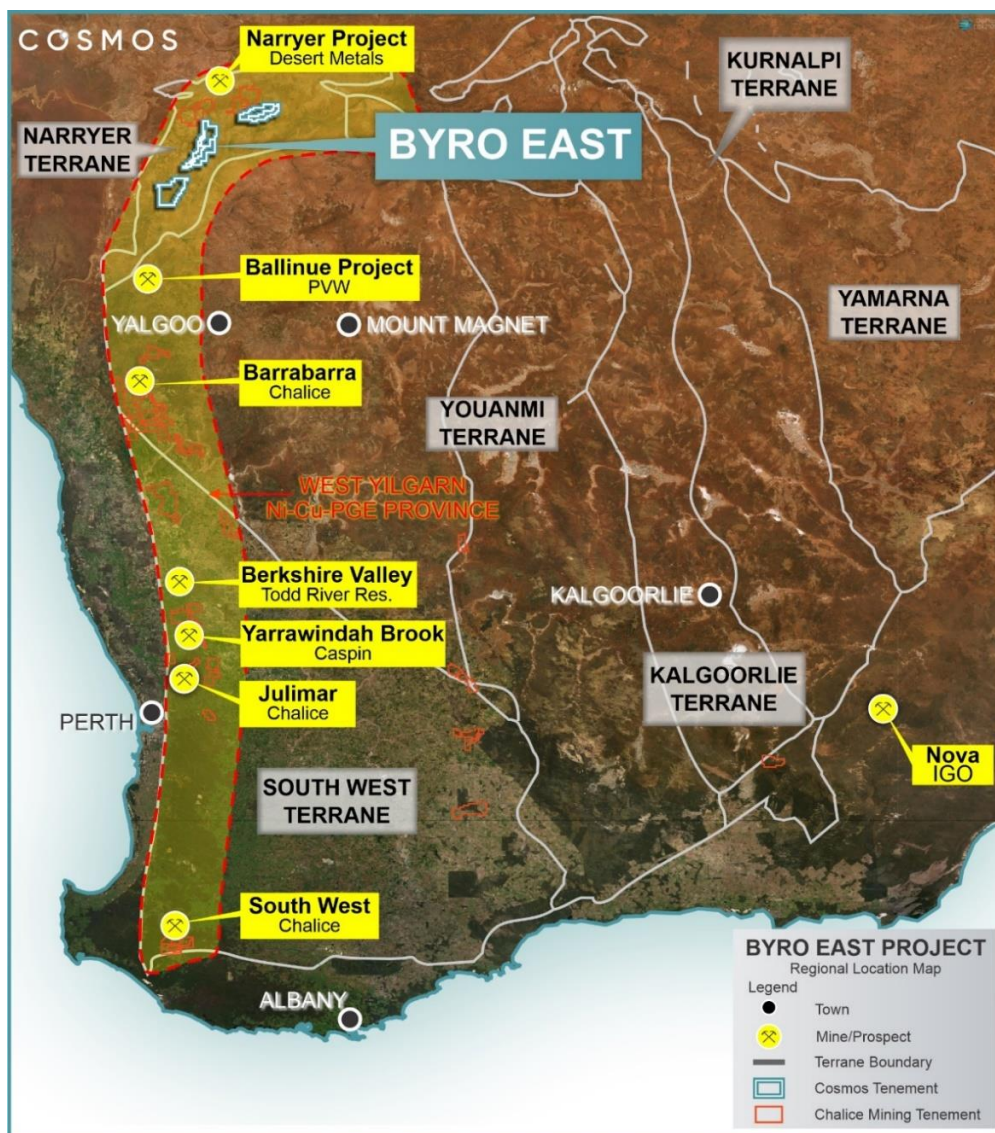 COSMOS
Narryer Project
Desert Metals
KURNALPI
TERRANE
NARRYER
TERRANE
BYRO EAST
Ballinue Project
PVW
YAMARNA
TERRANE
YALGOO
MOUNT MAGNET
Barrabarra
Chalice
YOUANMI
TERRANE
WEST YILGARN
Ni-Cu-PGE PROVINCE
Berkshire Valley
Todd River Res.
KALGOORLIE
Yarrawindah Brook
Caspin
Julimar
Chalice
KALGOORLIE
TERRANE
PERTH
Nova
IGO
SOUTH WEST
TERRANE
South West
Chalice
ALBANY
BYRO EAST PROJECT
Regional Location Map
Legend
Town
Mine/Prospect
Terrane Boundary
Cosmos Tenement
Chalice Mining Tenement